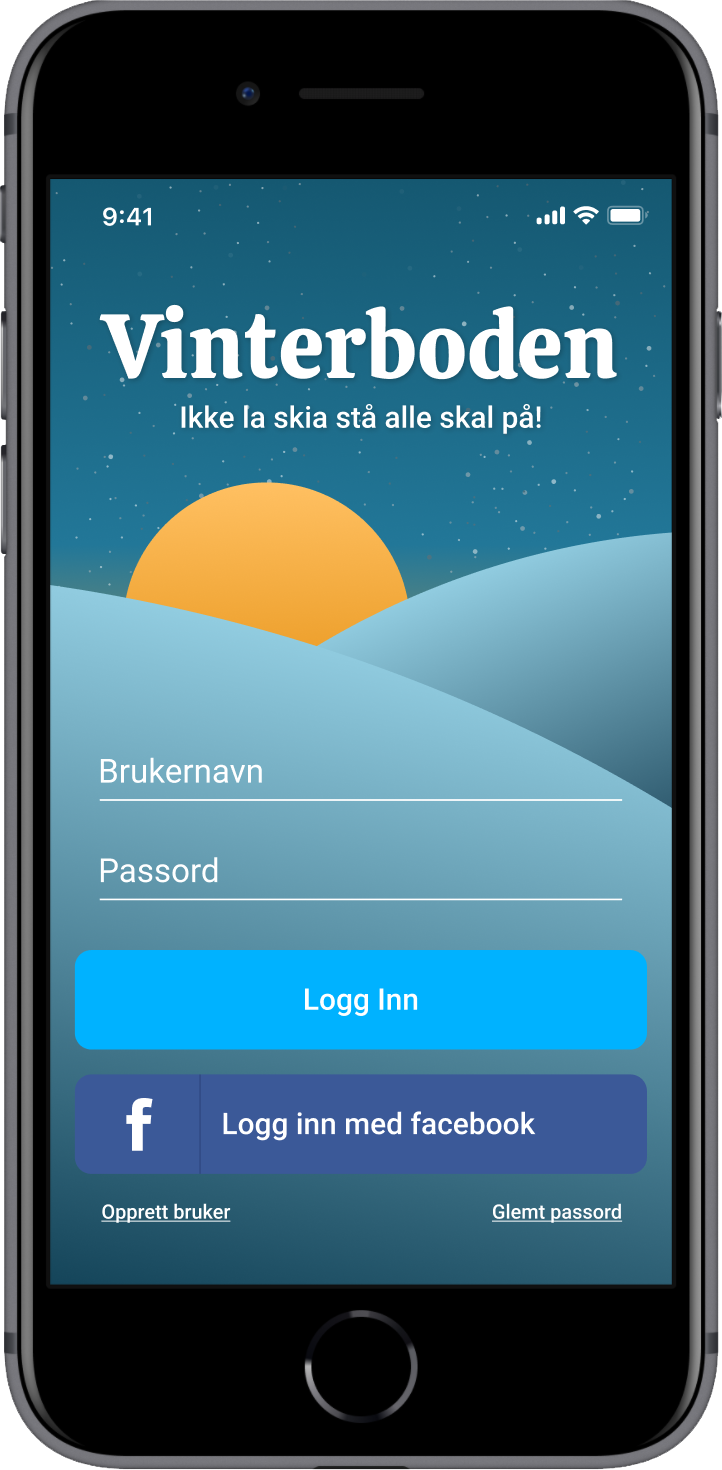 9:41
Vinterboden
Ikke la skia stå alle skal på!
Brukernavn
Passord
Logg Inn
f Logg inn med facebook
Opprett bruker Glemt passord